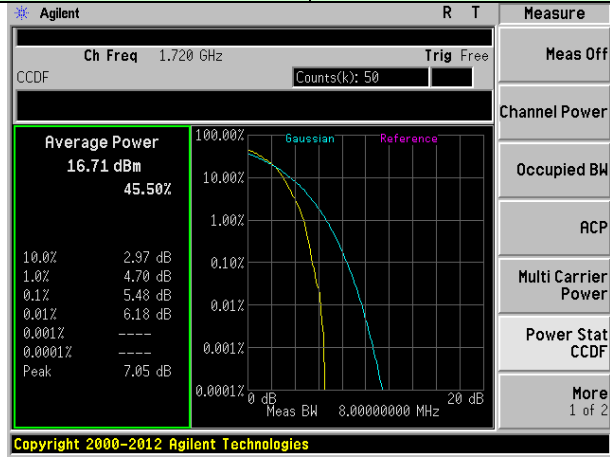 Agilent R T Measure
Ch Freq 1.720 GHz Trig Free
CCDF Counts(k): 50
Meas Off
Channel Power
Occupied BW
ACP
Multi Carrier
Power
Power Stat
CCDF
More
1 of 2
Average Power
16.71 dBm
45.50%
10.0% 2.97 dB
1.0% 4.70 dB
0.1% 5.48 dB
0.01% 6.18 dB
0.001% ----
0.0001% ----
Peak 7.05 dB
Gaussian Reference
100.00%
10.00%
1.00%
0.10%
0.01%
0.001%
0.0001%
0 dB 20 dB
Meas BW 8.00000000 MHz
Copyright 2000-2012 Agilent Technologies